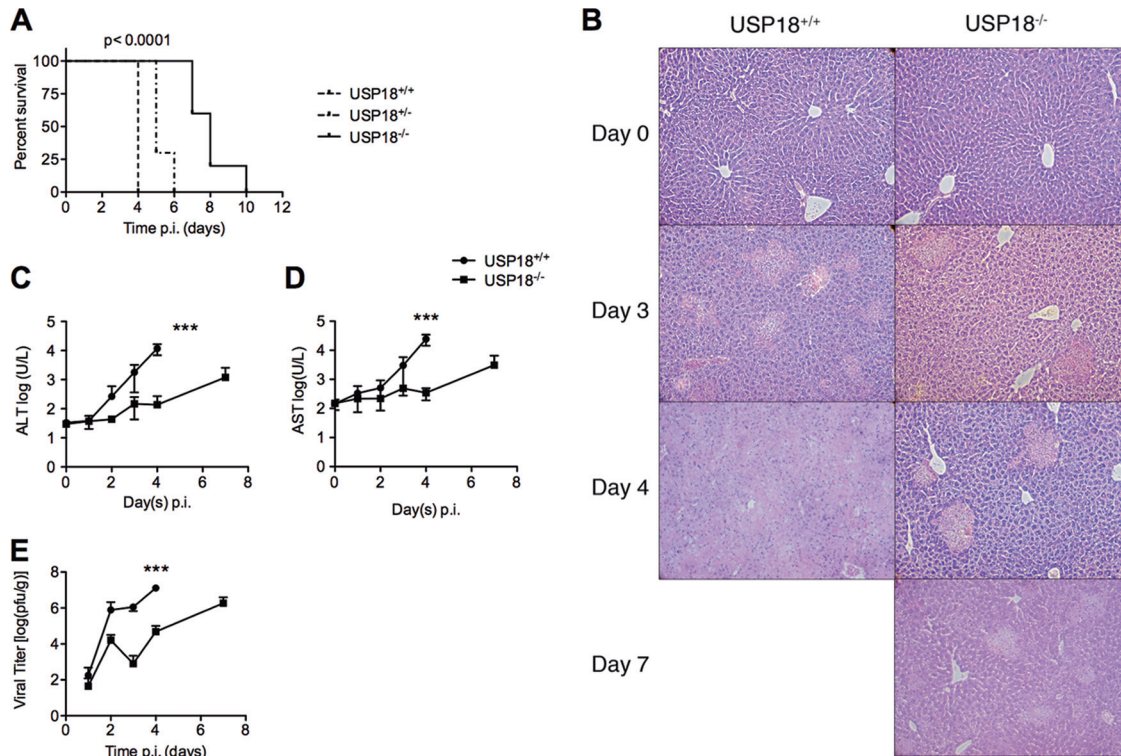 A
p< 0.0001
Percent survival
100
75
50
25
0
0 2 4 6 8 10 12
Time p.i. (days)
USP18+/+
USP18+/-
USP18-/-
B
USP18+/+ USP18-/-
Day 0
Day 3
Day 4
Day 7
C
ALT log (U/L)
5
4
3
2
1
0
***
0 2 4 6 8
Day(s) p.i.
D
USP18+/+
USP18-/-
AST log(U/L)
5
4
3
2
1
0
***
0 2 4 6 8
Day(s) p.i.
E
Viral Titer [log(pfu/g)]
8
6
4
2
0
***
0 2 4 6 8
Time p.i. (days)